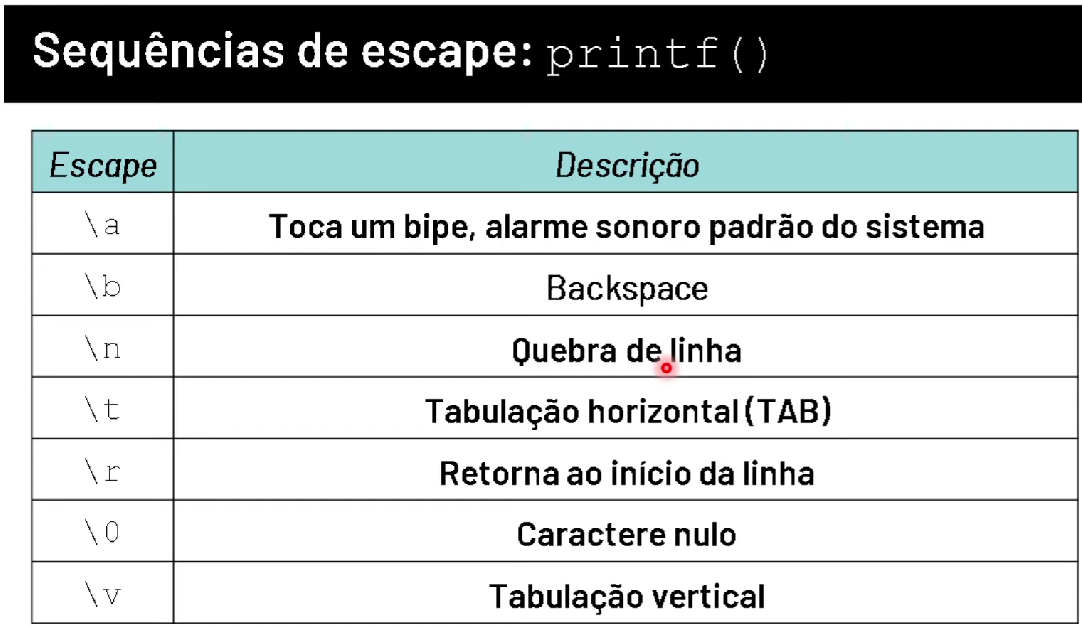 Sequências de escape: printf()
Escape Descrição
\a Toca um bipe, alarme sonoro padrão do sistema
\b Backspace
\n Quebra de linha
\t Tabulação horizontal (TAB)
\r Retorna ao início da linha
\0 Caractere nulo
\v Tabulação vertical